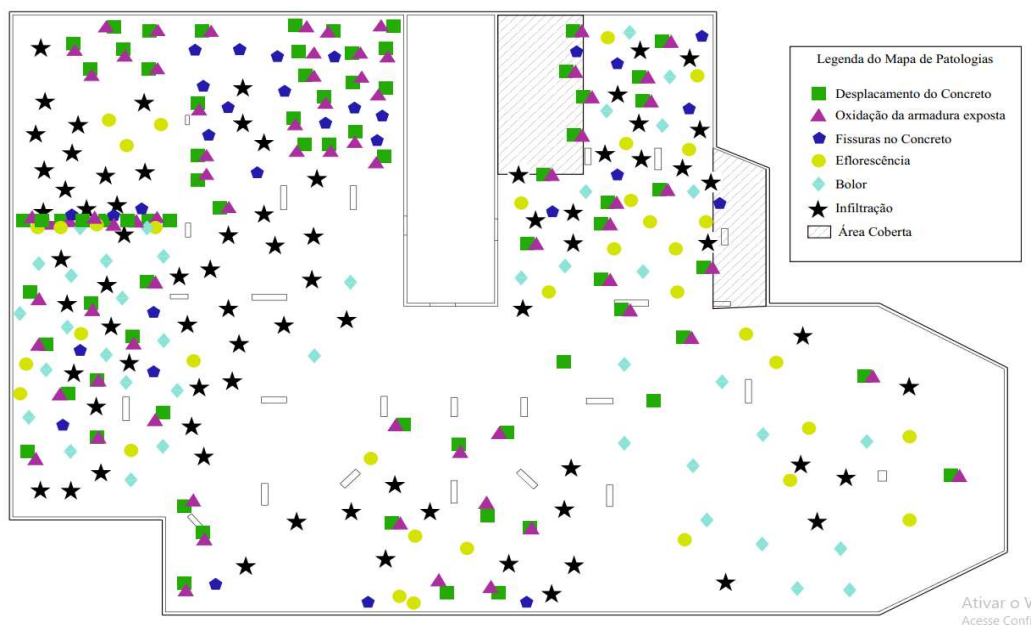 Legenda do Mapa de Patologias
Desplacamento do Concreto
Oxidação da armadura exposta
Fissuras no Concreto
Eflorescência
Bolor
Infiltração
Área Coberta
Ativar o
Acesse Confi